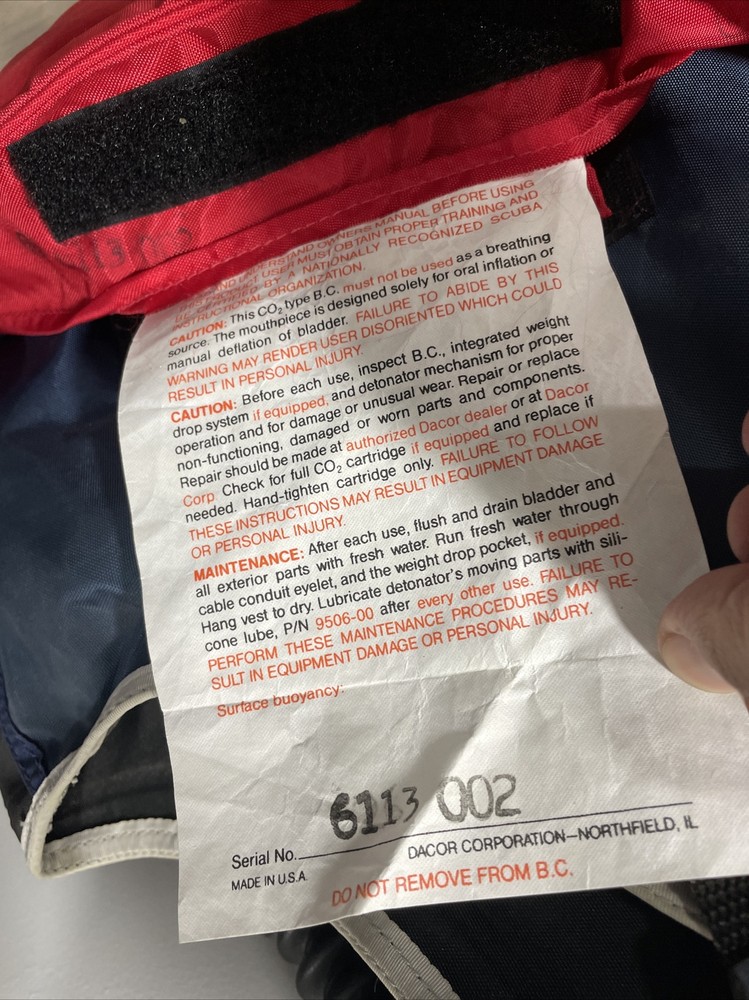 UNDERSTAND OWNERS MANUAL BEFORE USING
USER MUST OBTAIN PROPER TRAINING AND
BY A NATIONALLY RECOGNIZED SCUBA
INSTRUCTIONAL ORGANIZATION.
CAUTION: This CO2 type B.C. must not be used as a breathing
source. The mouthpiece is designed solely for oral inflation or
manual deflation of bladder. FAILURE TO ABIDE BY THIS
WARNING MAY RENDER USER DISORIENTED WHICH COULD
RESULT IN PERSONAL INJURY.
CAUTION: Before each use, inspect B.C., integrated weight
drop system if equipped, and detonator mechanism for proper
operation and for damage or unusual wear. Repair or replace
non-functioning, damaged or worn parts and components.
Repair should be made at authorized Dacor dealer or at Dacor
Corp. Check for full CO2 cartridge if equipped and replace if
needed. Hand-tighten cartridge only. FAILURE TO FOLLOW
THESE INSTRUCTIONS MAY RESULT IN EQUIPMENT DAMAGE
OR PERSONAL INJURY.
MAINTENANCE: After each use, flush and drain bladder and
all exterior parts with fresh water. Run fresh water through
cable conduit eyelet, and the weight drop pocket, if equipped.
Hang vest to dry. Lubricate detonator's moving parts with sili-
cone lube, P/N 9506-00 after every other use. FAILURE TO
PERFORM THESE MAINTENANCE PROCEDURES MAY RE-
SULT IN EQUIPMENT DAMAGE OR PERSONAL INJURY.
Surface buoyancy:
6113 002
Serial No.
DACOR CORPORATION—NORTHFIELD, IL
MADE IN U.S.A.
DO NOT REMOVE FROM B.C.